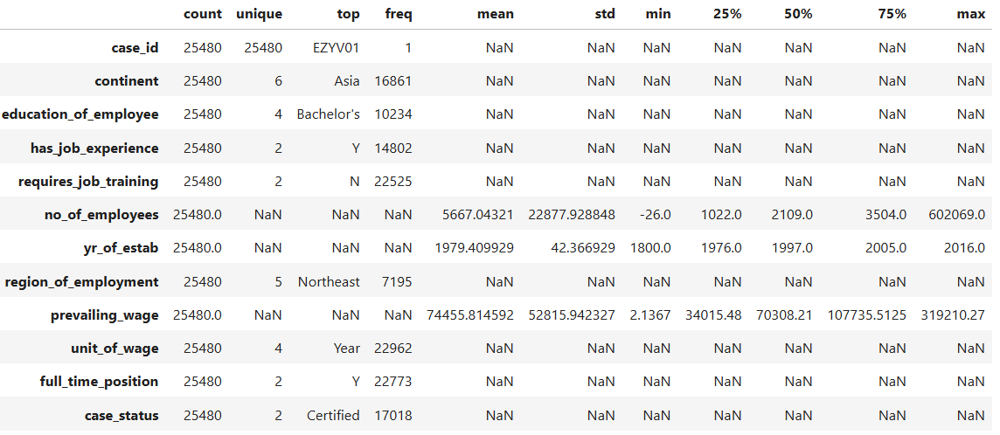 count unique top freq mean std min 25% 50% 75% max
case_id 25480 25480 EZYV01 1 NaN NaN NaN NaN NaN NaN NaN
continent 25480 6 Asia 16861 NaN NaN NaN NaN NaN NaN NaN
education_of_employee 25480 4 Bachelor's 10234 NaN NaN NaN NaN NaN NaN NaN
has_job_experience 25480 2 Y 14802 NaN NaN NaN NaN NaN NaN NaN
requires_job_training 25480 2 N 22525 NaN NaN NaN NaN NaN NaN NaN
no_of_employees 25480.0 NaN NaN NaN 5667.04321 22877.928848 -26.0 1022.0 2109.0 3504.0 602069.0
yr_of_estab 25480.0 NaN NaN NaN 1979.409929 42.366929 1800.0 1976.0 1997.0 2005.0 2016.0
region_of_employment 25480 5 Northeast 7195 NaN NaN NaN NaN NaN NaN NaN
prevailing_wage 25480.0 NaN NaN NaN 74455.814592 52815.942327 2.1367 34015.48 70308.21 107735.5125 319210.27
unit_of_wage 25480 4 Year 22962 NaN NaN NaN NaN NaN NaN NaN
full_time_position 25480 2 Y 22773 NaN NaN NaN NaN NaN NaN NaN
case_status 25480 2 Certified 17018 NaN NaN NaN NaN NaN NaN NaN